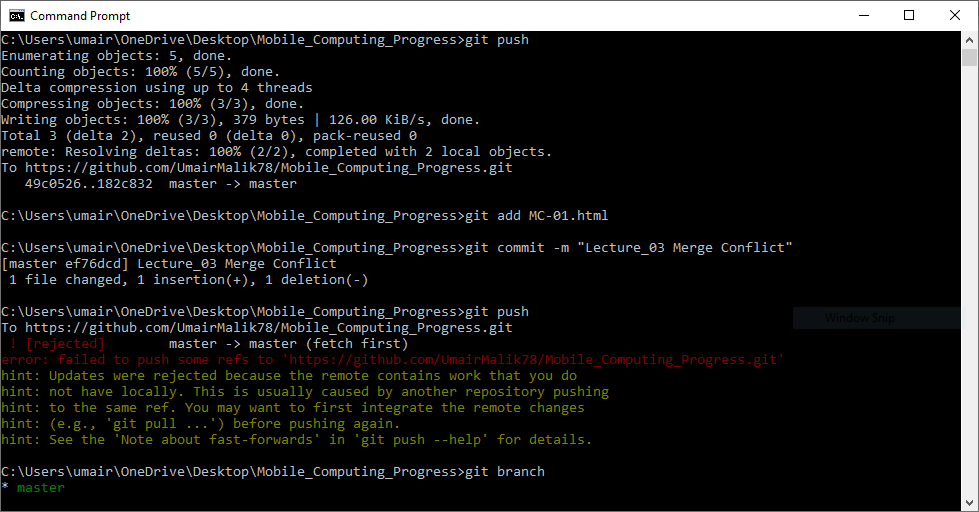 Command Prompt
C:\Users\umair\OneDrive\Desktop\Mobile_Computing_Progress>git push
Enumerating objects: 5, done.
Counting objects: 100% (5/5), done.
Delta compression using up to 4 threads
Compressing objects: 100% (3/3), done.
Writing objects: 100% (3/3), 379 bytes | 126.00 KiB/s, done.
Total 3 (delta 2), reused 0 (delta 0), pack-reused 0
remote: Resolving deltas: 100% (2/2), completed with 2 local objects.
To https://github.com/UmairMalik78/Mobile_Computing_Progress.git
   49c0526..182c832  master -> master
C:\Users\umair\OneDrive\Desktop\Mobile_Computing_Progress>git add MC-01.html
C:\Users\umair\OneDrive\Desktop\Mobile_Computing_Progress>git commit -m "Lecture_03 Merge Conflict"
[master ef76dcd] Lecture_03 Merge Conflict
 1 file changed, 1 insertion(+), 1 deletion(-)
C:\Users\umair\OneDrive\Desktop\Mobile_Computing_Progress>git push
To https://github.com/UmairMalik78/Mobile_Computing_Progress.git
Window Snip
 ! [rejected]        master -> master (fetch first)
error: failed to push some refs to 'https://github.com/UmairMalik78/Mobile_Computing_Progress.git'
hint: Updates were rejected because the remote contains work that you do
hint: not have locally. This is usually caused by another repository pushing
hint: to the same ref. You may want to first integrate the remote changes
hint: (e.g., 'git pull ...') before pushing again.
hint: See the 'Note about fast-forwards' in 'git push --help' for details.
C:\Users\umair\OneDrive\Desktop\Mobile_Computing_Progress>git branch
* master